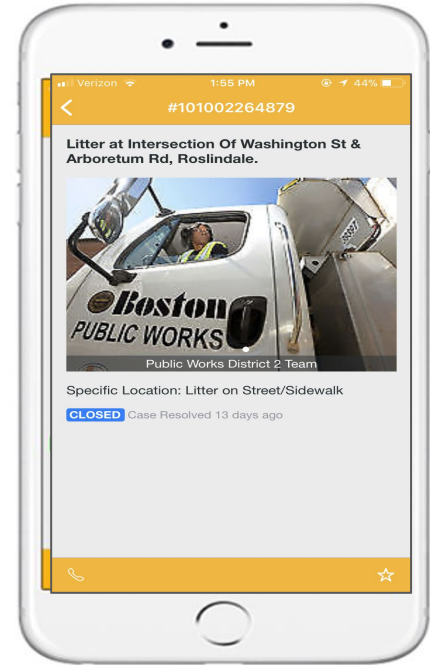 Verizon 1:55 PM 44%
#101002264879
Litter at Intersection Of Washington St &
Arboretum Rd, Roslindale.
Boston
PUBLIC WORKS
Public Works District 2 Team
Specific Location: Litter on Street/Sidewalk
CLOSED Case Resolved 13 days ago